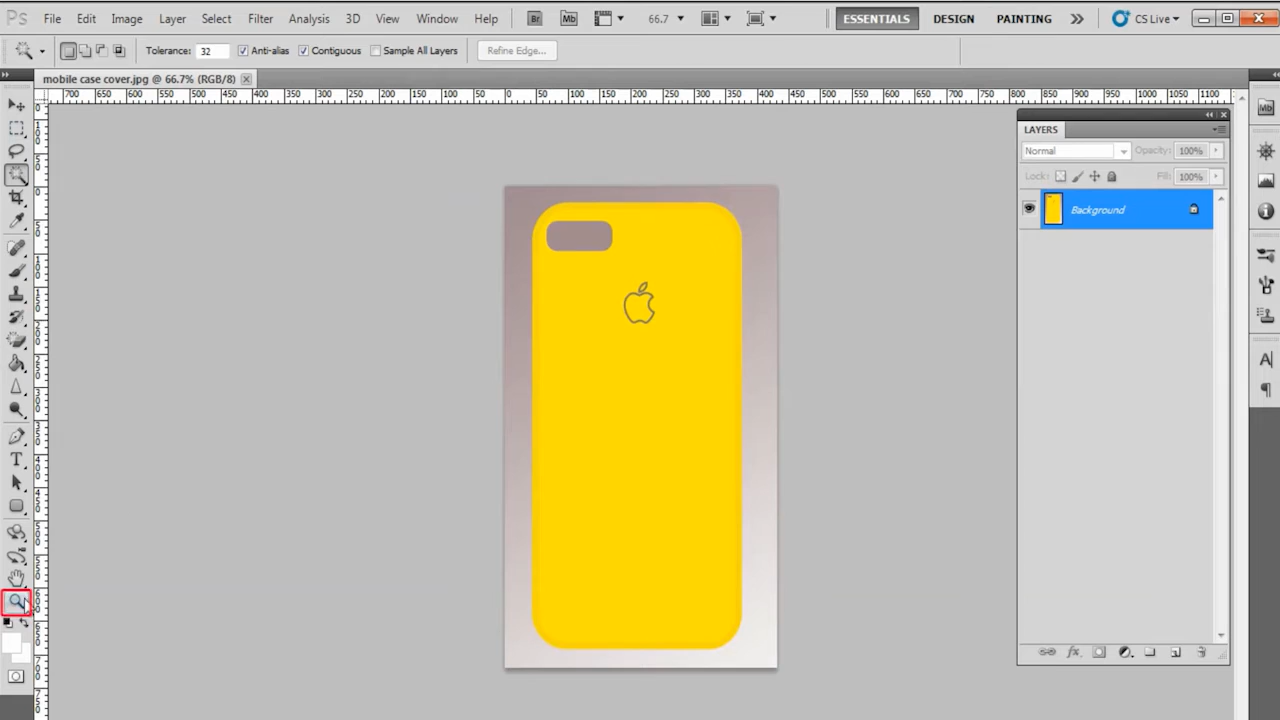 Ps File Edit Image Layer Select Filter Analysis 3D View Window Help Br Mb 66.7 ESSENTIALS DESIGN PAINTING CS Live
Tolerance: 32 Anti-alias Contiguous Sample All Layers Refine Edge...
mobile case cover.jpg @ 66.7% (RGB/8)
700 650 600 550 500 450 400 350 300 250 200 150 100 50 0 50 100 150 200 250 300 350 400 450 500 550 600 650 700 750 800 850 900 950 1000 1050 1100
LAYERS
Normal Opacity: 100%
Lock: Fill: 100%
Background